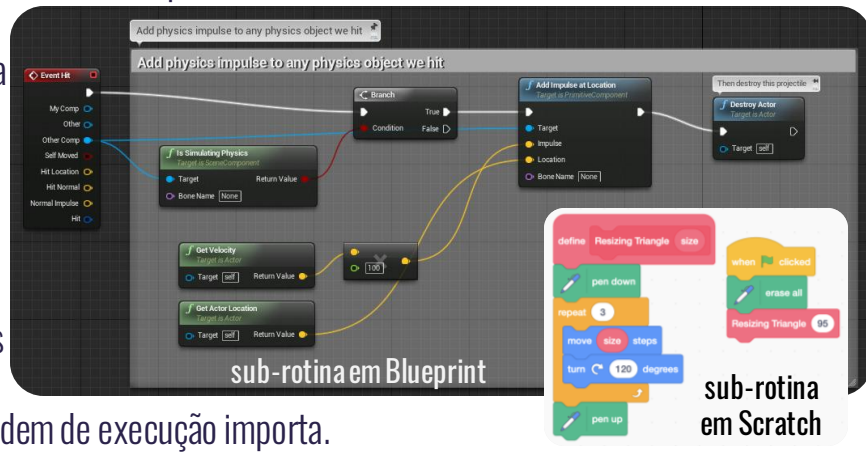 Add physics impulse to any physics object we hit
Add physics impulse to any physics object we hit
a
Event Hit
My Comp
Other
Other Comp
Self Moved
Hit Location
Hit Normal
Normal Impulse
Hit
f Is Simulating Physics
Target is SceneComponent
Target
Return Value
Bone Name None
Branch
True
Condition
False
f Add Impulse at Location
Target is PrimitiveComponent
Target
Impulse
Location
Bone Name None
Then destroy this projectile
f Destroy Actor
Target is Actor
Target self
f Get Velocity
Target is Actor
Target self
Return Value
100
f Get Actor Location
Target is Actor
Target self
Return Value
s
sub-rotina em Blueprint
define Resizing Triangle size
pen down
repeat 3
move size steps
turn 120 degrees
pen up
when clicked
erase all
Resizing Triangle 95
sub-rotina
em Scratch
dem de execução importa.